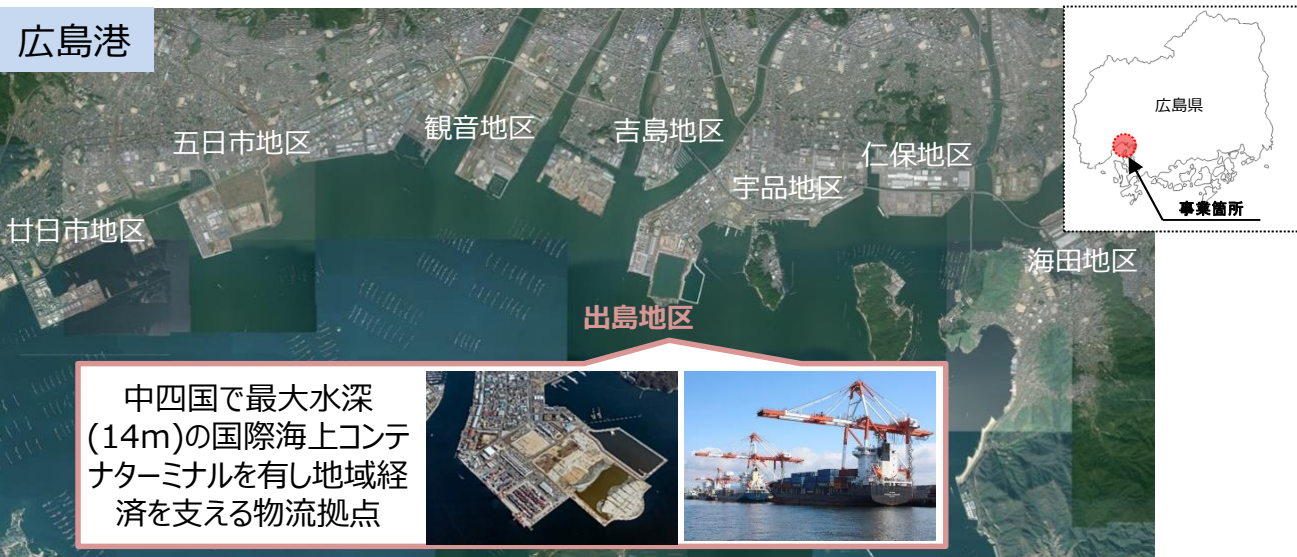 広島港
広島県
事業箇所
五日市地区
観音地区
吉島地区
仁保地区
宇品地区
廿日市地区
海田地区
出島地区
中四国で最大水深
(14m)の国際海上コンテ
ナターミナルを有し地域経
済を支える物流拠点